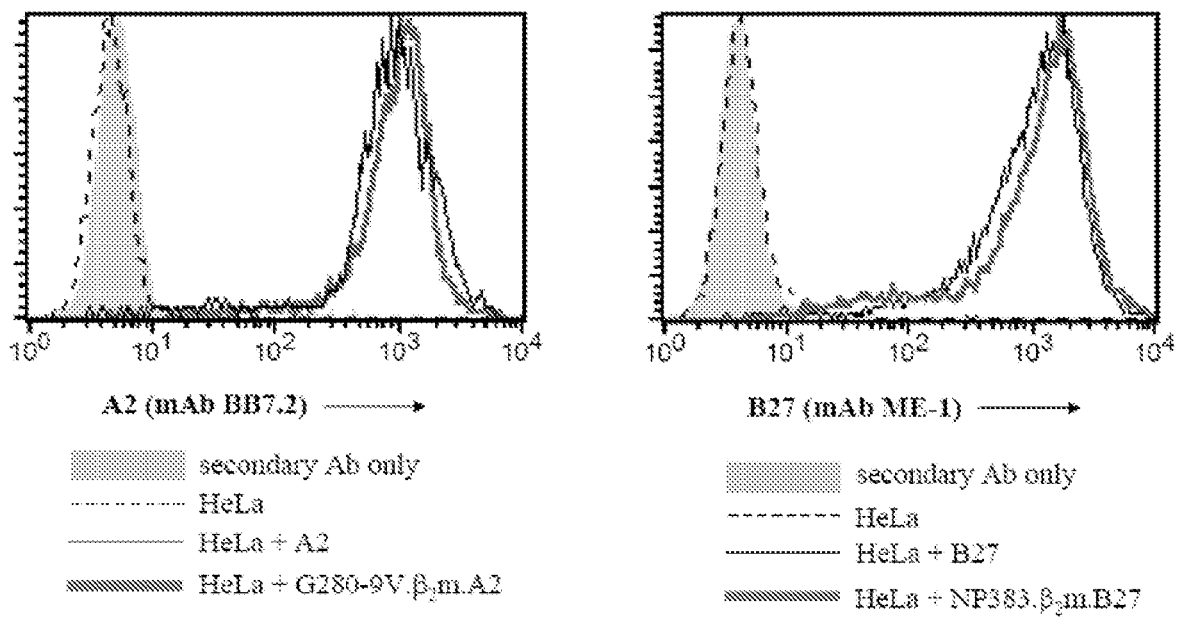 10⁰ 10¹ 10² 10³ 10⁴
A2 (mAb BB7.2)
secondary Ab only
HeLa
HeLa + A2
HeLa + G280-9V.β₂m.A2
10⁰ 10¹ 10² 10³ 10⁴
B27 (mAb ME-1)
secondary Ab only
HeLa
HeLa + B27
HeLa + NP383.β₂m.B27